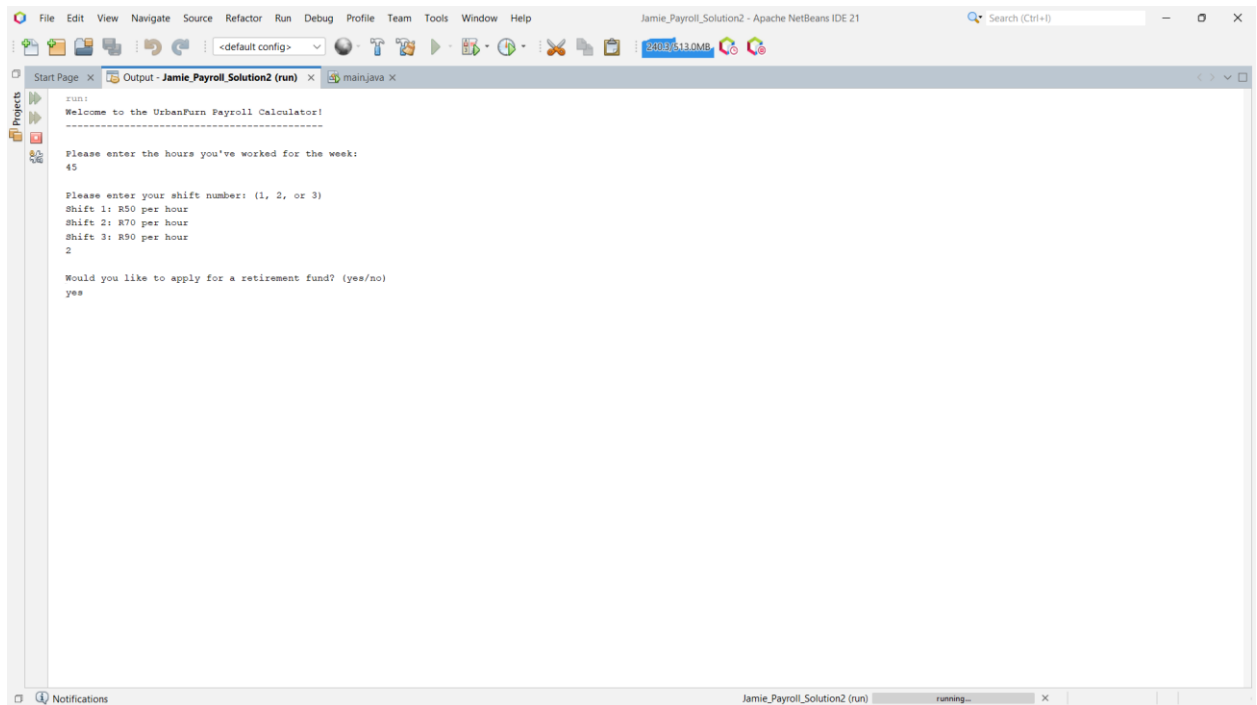 File Edit View Navigate Source Refactor Run Debug Profile Team Tools Window Help
Jamie_Payroll_Solution2 - Apache NetBeans IDE 21
Search (Ctrl+I)
<default config>
Start Page
Output - Jamie_Payroll_Solution2 (run)
main.java
Projects
run:
Welcome to the UrbanFurn Payroll Calculator!
--------------------------------------------
Please enter the hours you've worked for the week:
45
Please enter your shift number: (1, 2, or 3)
Shift 1: R50 per hour
Shift 2: R70 per hour
Shift 3: R90 per hour
2
Would you like to apply for a retirement fund? (yes/no)
yes
Notifications
Jamie_Payroll_Solution2 (run)
running...